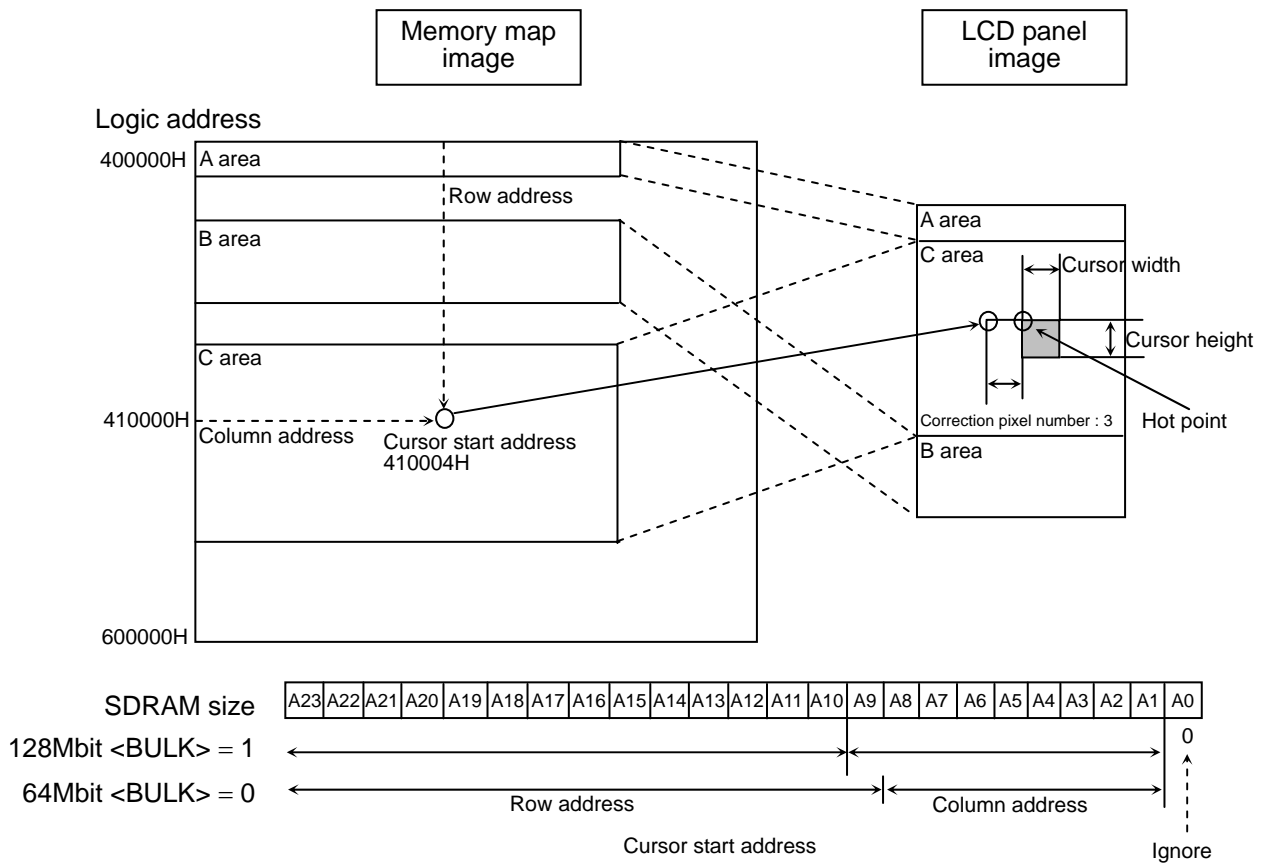 Memory map
image
LCD panel
image
Logic address
400000H
A area
Row address
B area
C area
410000H
Column address
Cursor start address
410004H
600000H
A area
C area
Cursor width
Cursor height
Correction pixel number : 3
Hot point
B area
SDRAM size
A23 A22 A21 A20 A19 A18 A17 A16 A15 A14 A13 A12 A11 A10 A9 A8 A7 A6 A5 A4 A3 A2 A1 A0
128Mbit <BULK> = 1
0
64Mbit <BULK> = 0
Row address
Column address
Cursor start address
Ignore